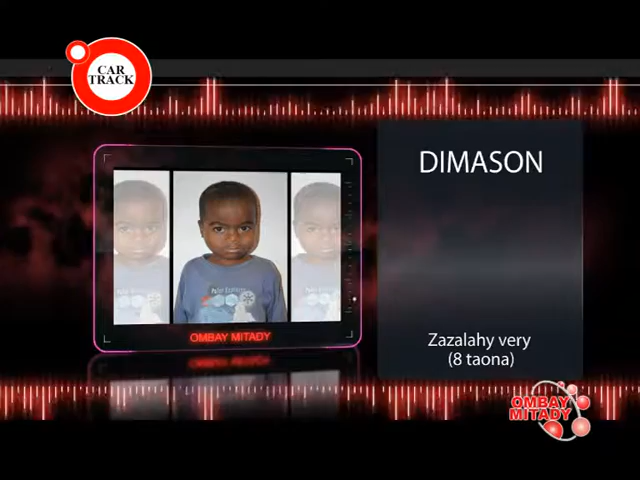 CAR
TRACK
DIMASON
OMBAY MITADY
Zazalahy very
(8 taona)
OMBAY
MITADY